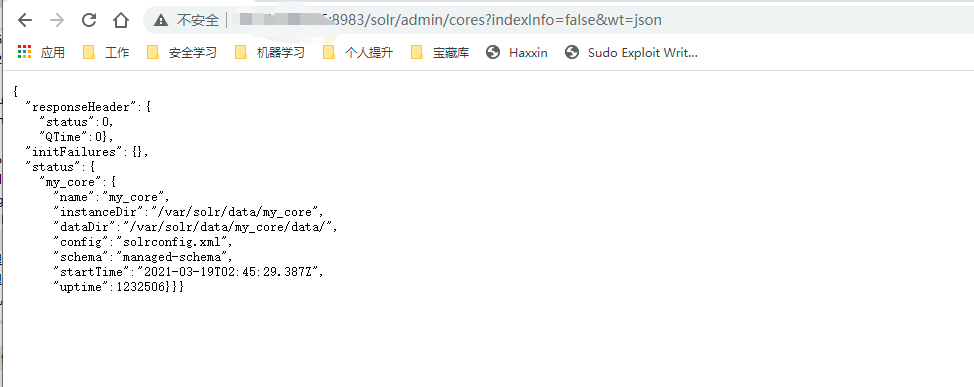 不安全 :8983/solr/admin/cores?indexInfo=false&wt=json
应用 安全学习 机器学习 个人提升 宝藏库 Haxxin Sudo Exploit Writ...
{
"responseHeader":{
"status":0,
"QTime":0},
"initFailures":{},
"status":{
"my_core":{
"name":"my_core",
"instanceDir":"/var/solr/data/my_core",
"dataDir":"/var/solr/data/my_core/data/",
"config":"solrconfig.xml",
"schema":"managed-schema",
"startTime":"2021-03-19T02:45:29.387Z",
"uptime":1232506}}}